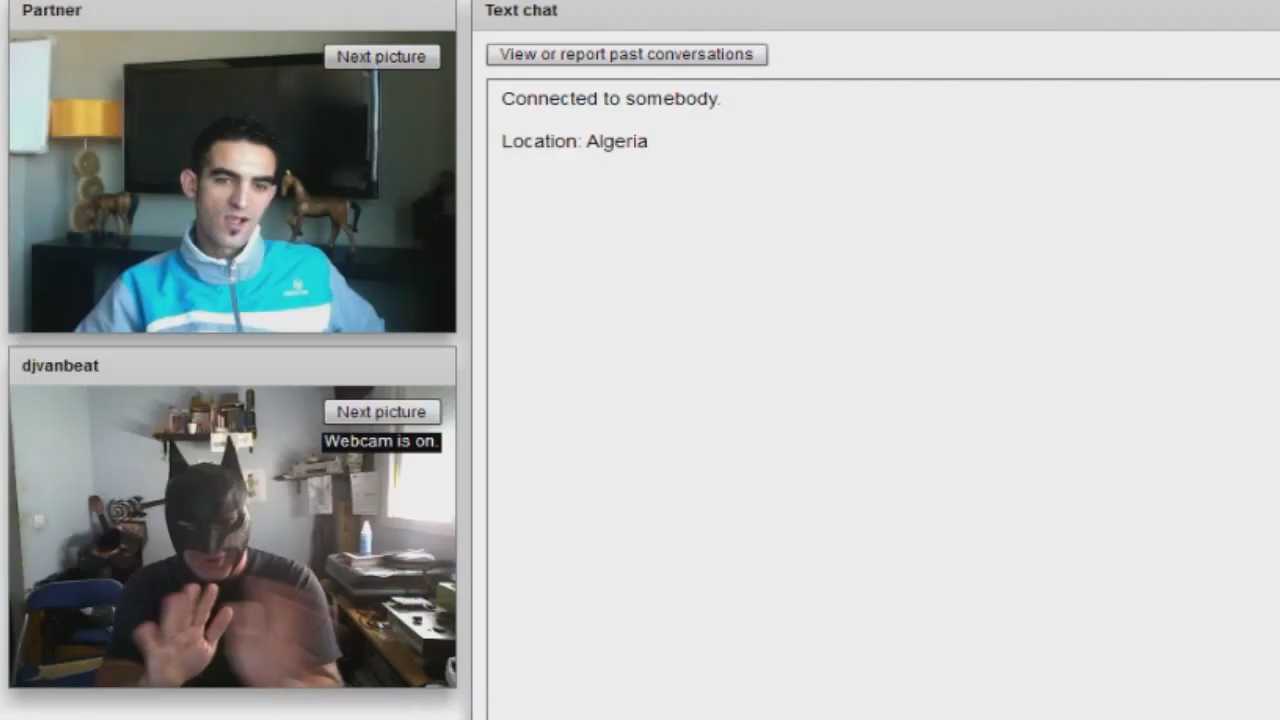 Partner
Text chat
Next picture
View or report past conversations
Connected to somebody.
Location: Algeria
djvanbeat
Next picture
Webcam is on.